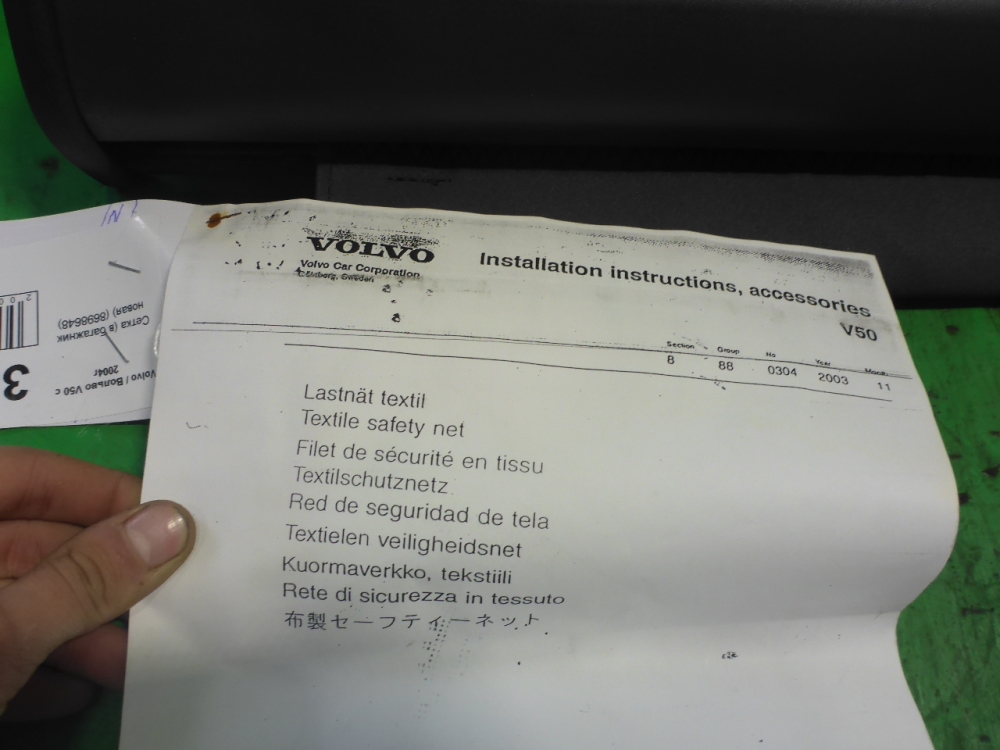 VOLVO
Volvo Car Corporation
Göteborg, Sweden
Installation instructions, accessories
V50
Section Group No Year Month
8 88 0304 2003 11
Lastnät textil
Textile safety net
Filet de sécurité en tissu
Textilschutznetz
Red de seguridad de tela
Textielen veiligheidsnet
Kuormaverkko, tekstiili
Rete di sicurezza in tessuto
布製セーフティーネット
3
Volvo / Вольво V50 с
2004г
Сетка (в багажник
новая) (8698648)